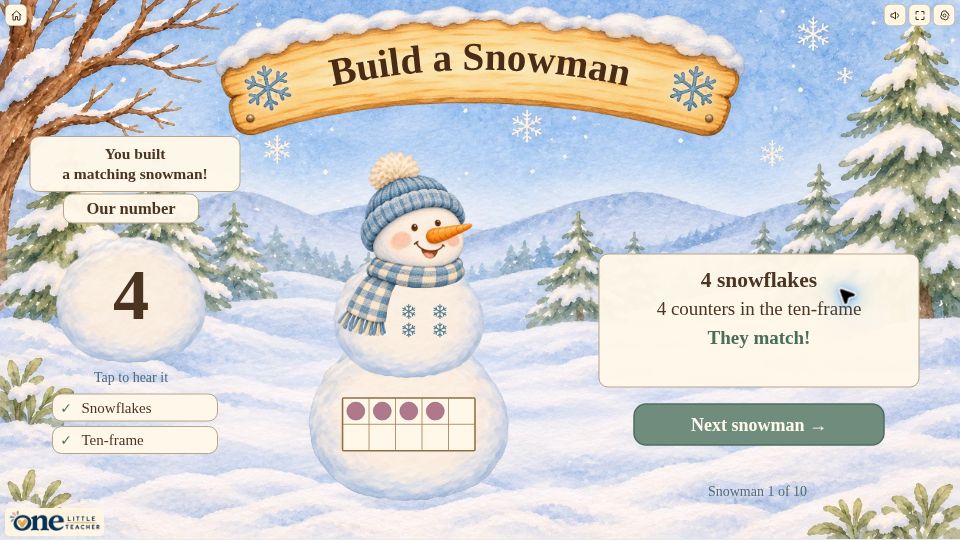 Build a Snowman
You built
a matching snowman!
Our number
4
Tap to hear it
✓ Snowflakes
✓ Ten-frame
4 snowflakes
4 counters in the ten-frame
They match!
Next snowman →
Snowman 1 of 10
one LITTLE
TEACHER